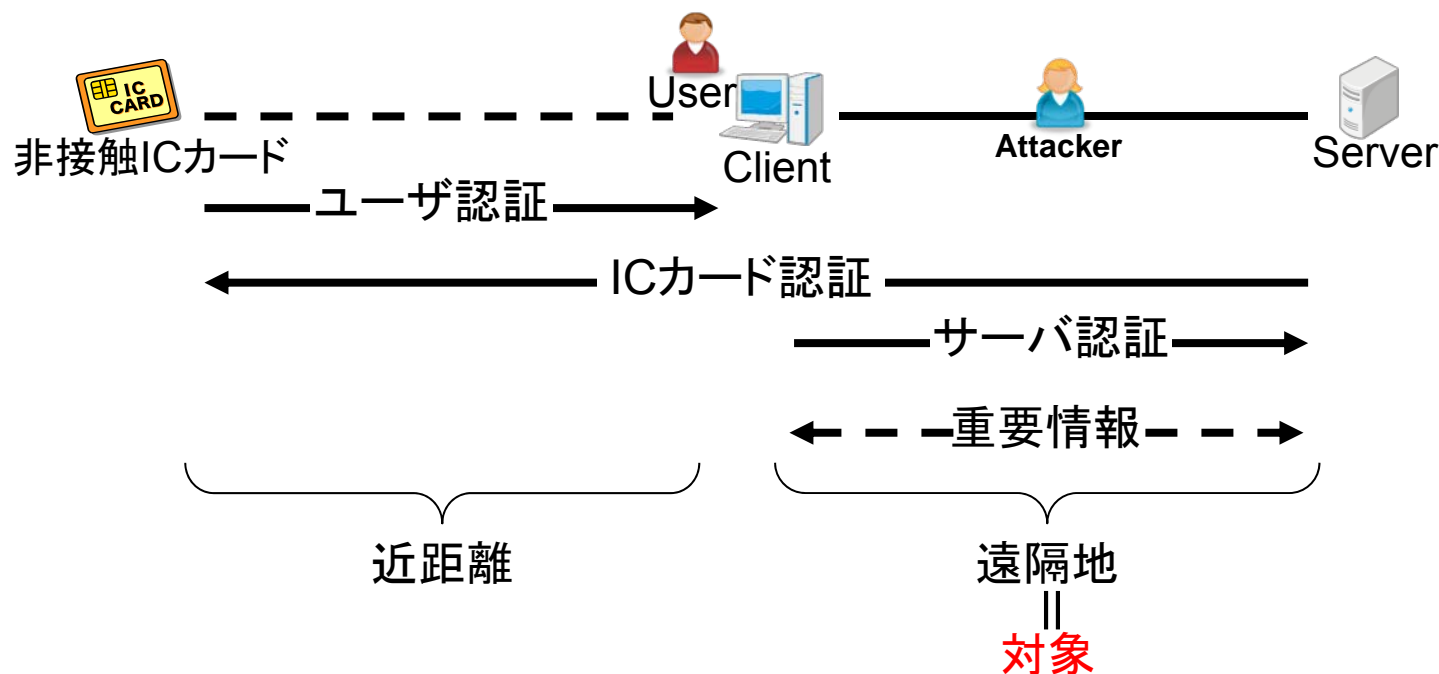 IC
CARD
非接触ICカード
User
Client
Attacker
Server
ユーザ認証
ICカード認証
サーバ認証
重要情報
近距離
遠隔地
対象